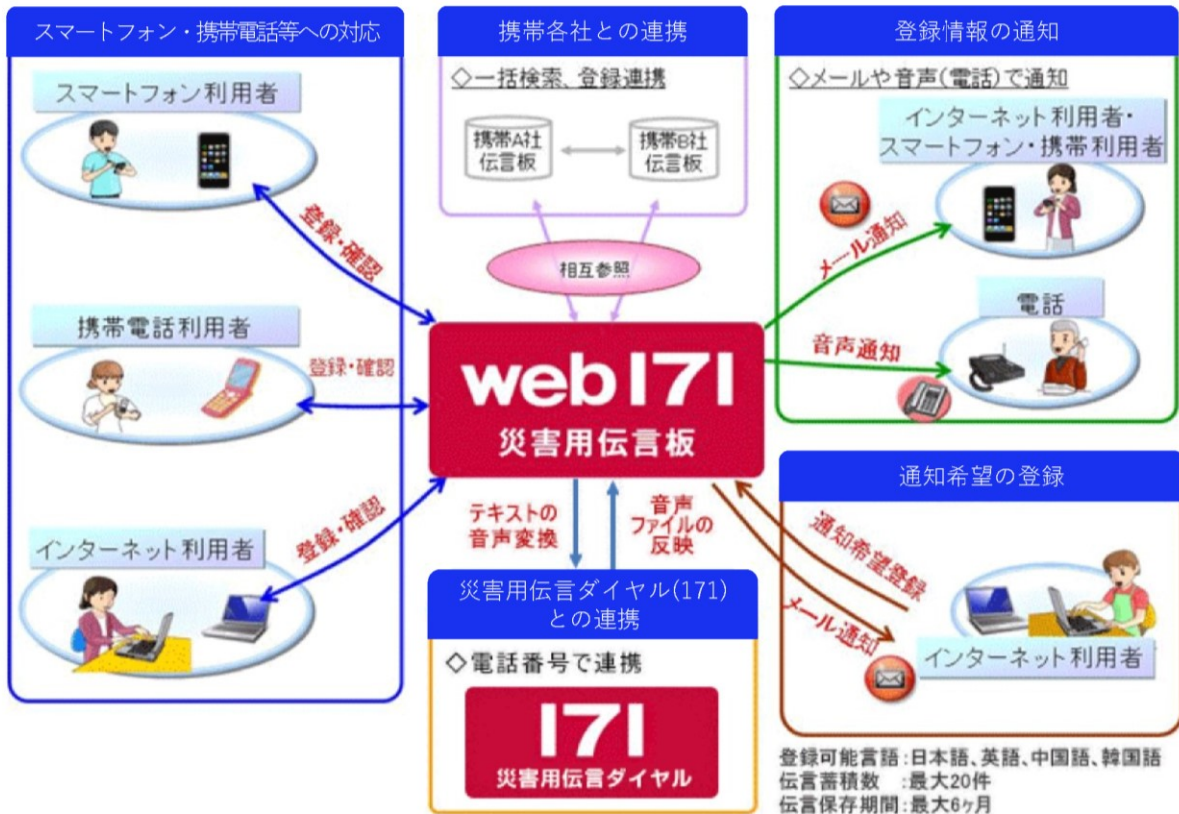 スマートフォン・携帯電話等への対応
スマートフォン利用者
登録・確認
携帯電話利用者
登録・確認
インターネット利用者
登録・確認
携帯各社との連携
◇一括検索、登録連携
携帯A社
伝言板
携帯B社
伝言板
相互参照
web171
災害用伝言板
テキストの
音声変換
音声
ファイルの
反映
災害用伝言ダイヤル(171)
との連携
◇電話番号で連携
171
災害用伝言ダイヤル
登録情報の通知
◇メールや音声(電話)で通知
インターネット利用者・
スマートフォン・携帯利用者
メール通知
電話
音声通知
通知希望の登録
通知希望登録
メール通知
インターネット利用者
登録可能言語:日本語、英語、中国語、韓国語
伝言蓄積数 :最大20件
伝言保存期間:最大6ヶ月